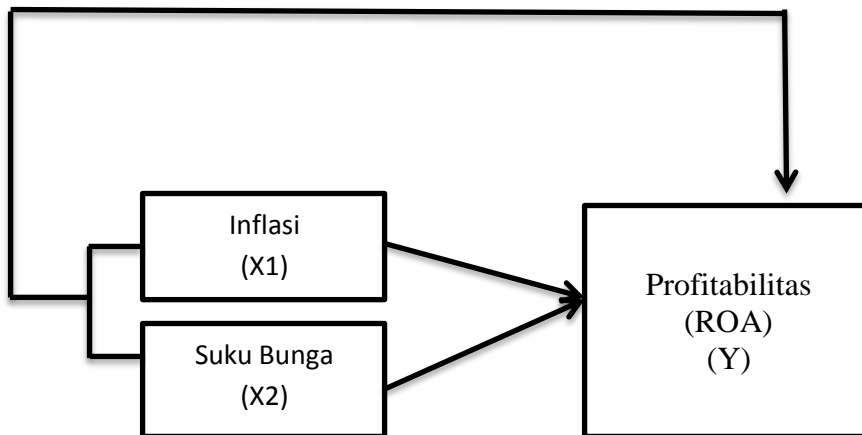 Inflasi
(X1)
Suku Bunga
(X2)
Profitabilitas
(ROA)
(Y)